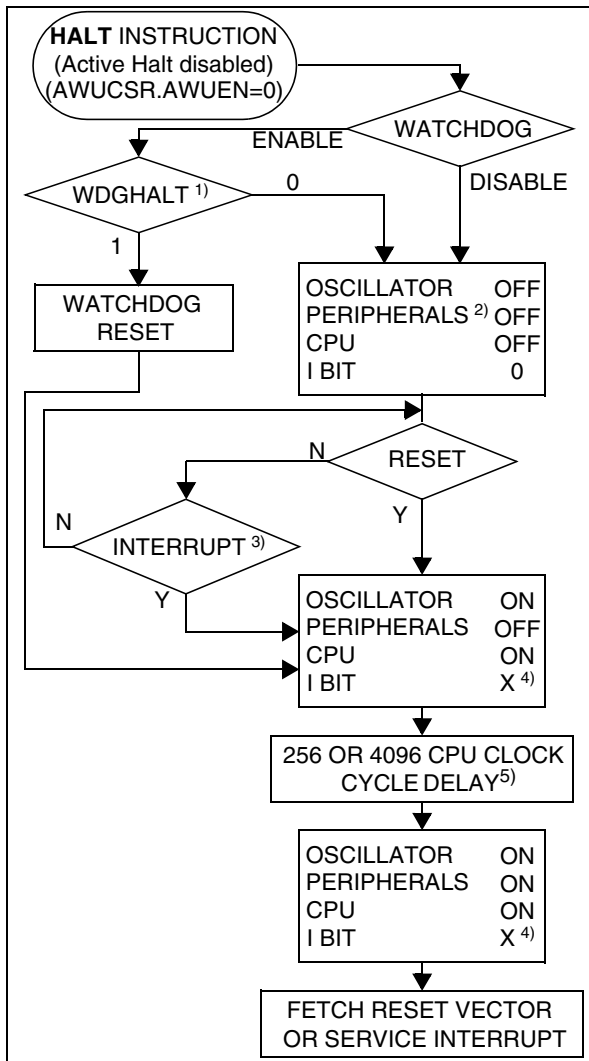 HALT INSTRUCTION
(Active Halt disabled)
(AWUCSR.AWUEN=0)
WATCHDOG
ENABLE
DISABLE
WDGHALT 1)
0
1
WATCHDOG
RESET
OSCILLATOR OFF
PERIPHERALS 2) OFF
CPU OFF
I BIT 0
RESET
N
Y
INTERRUPT 3)
N
Y
OSCILLATOR ON
PERIPHERALS OFF
CPU ON
I BIT X 4)
256 OR 4096 CPU CLOCK
CYCLE DELAY5)
OSCILLATOR ON
PERIPHERALS ON
CPU ON
I BIT X 4)
FETCH RESET VECTOR
OR SERVICE INTERRUPT